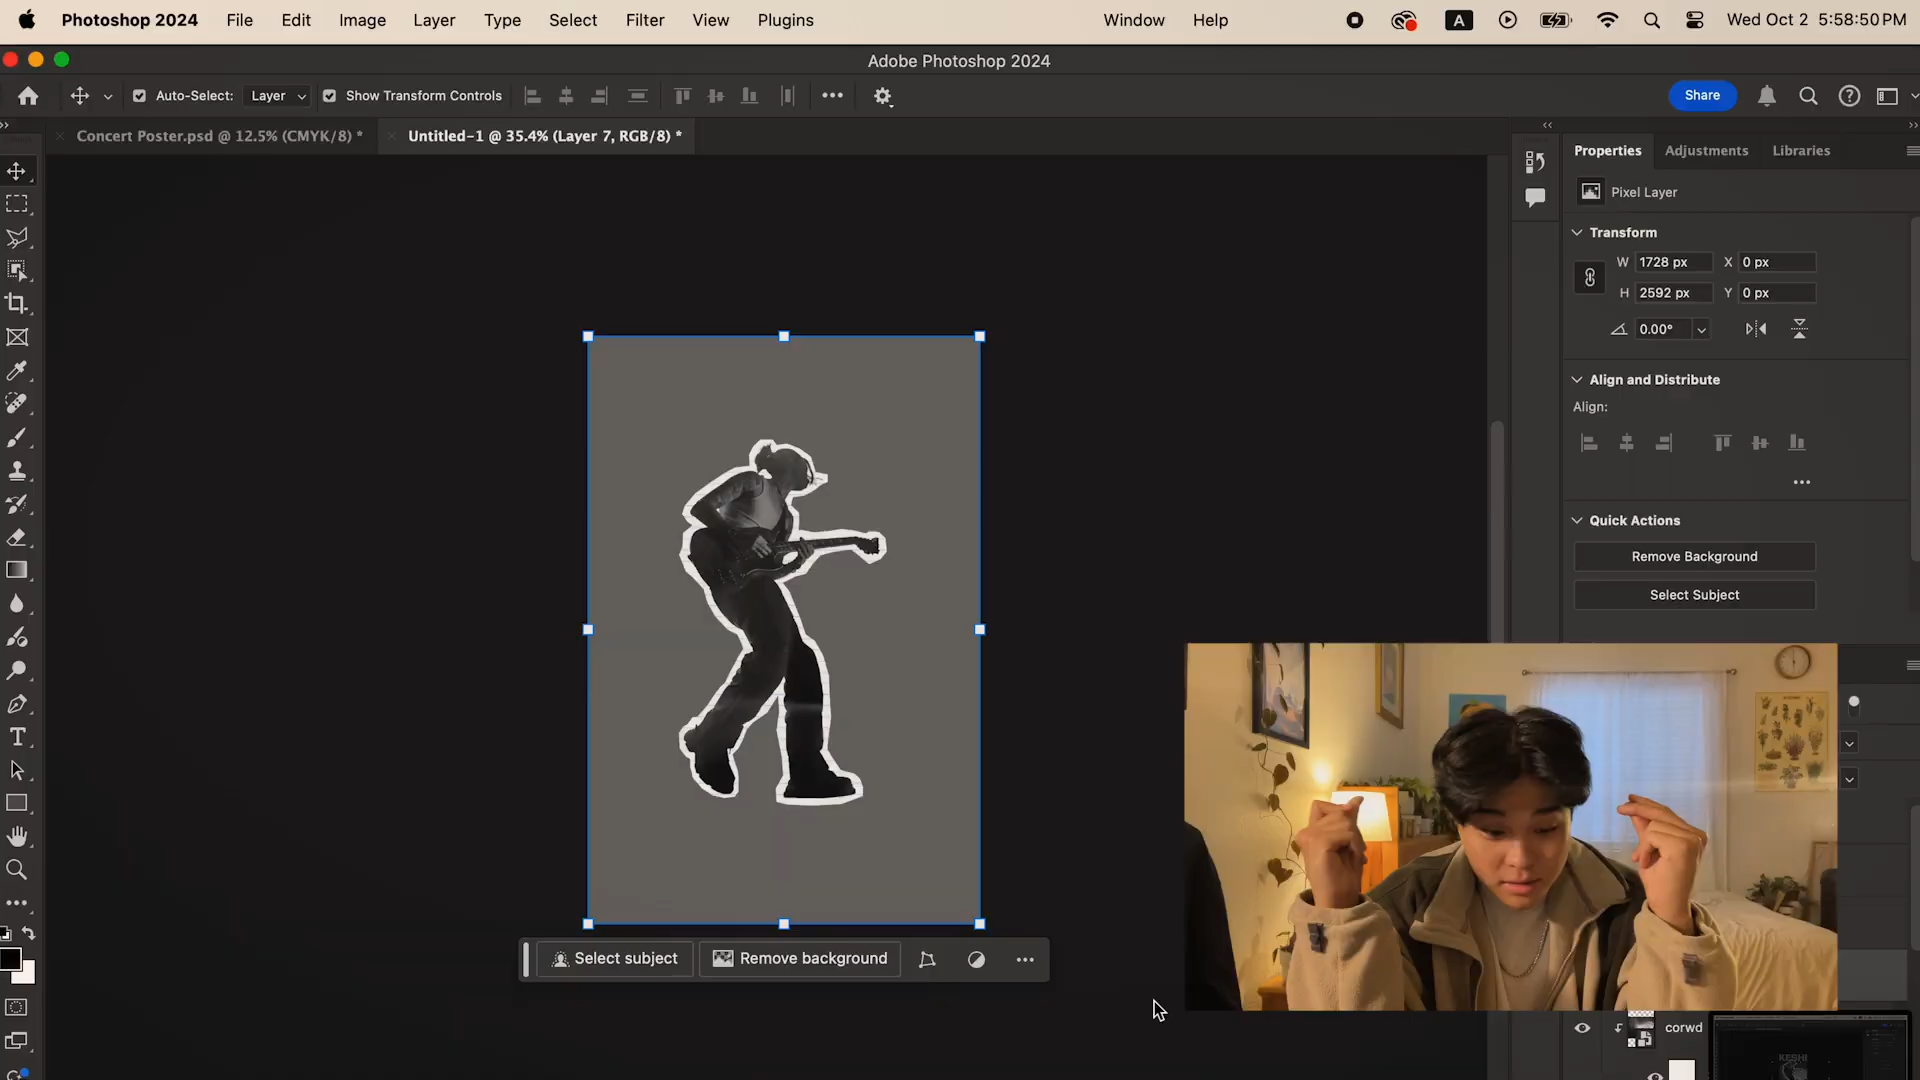 Photoshop 2024 File Edit Image Layer Type Select Filter View Plugins Window Help A Wed Oct 2 5:58:50 PM
Adobe Photoshop 2024
Auto-Select: Layer Show Transform Controls Share
Concert Poster.psd @ 12.5% (CMYK/8) * Untitled-1 @ 35.4% (Layer 7, RGB/8) *
Properties Adjustments Libraries
Pixel Layer
Transform
W 1728 px X 0 px
H 2592 px Y 0 px
0.00°
Align and Distribute
Align:
Quick Actions
Remove Background
Select Subject
Select subject Remove background
corwd
KESHI